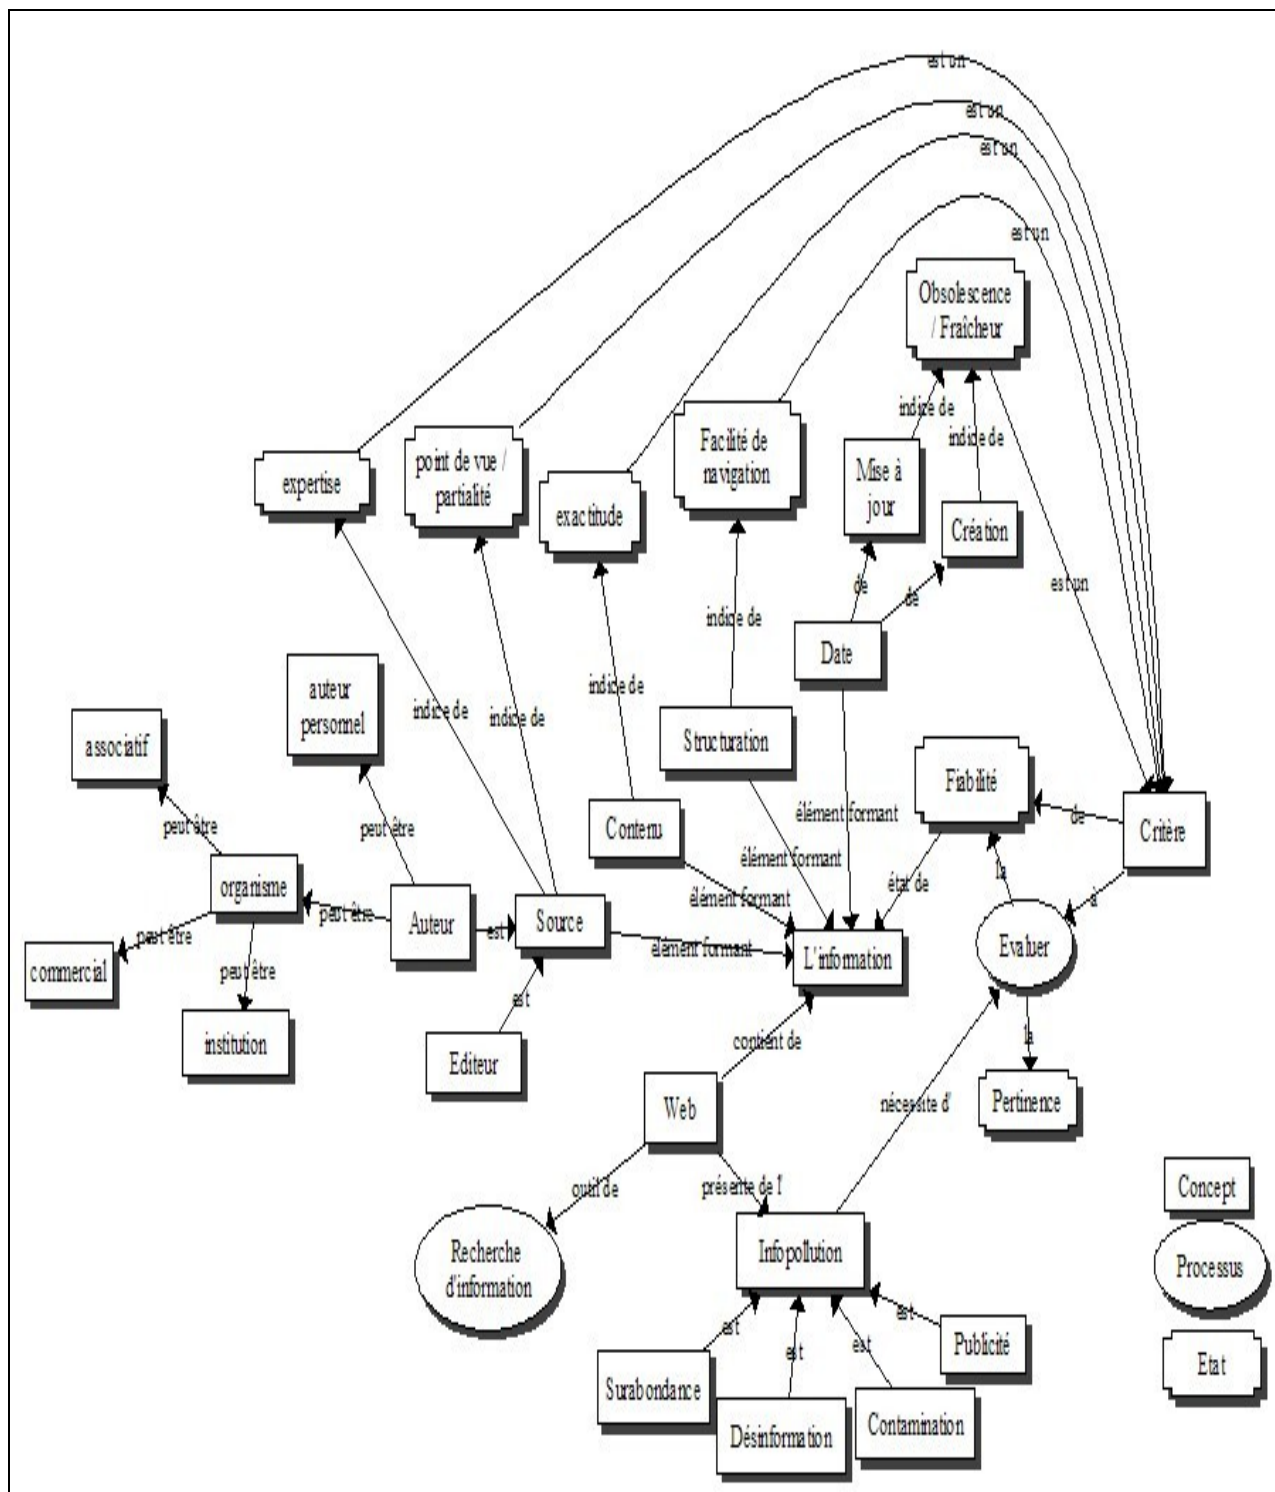 est un
est un
est un
est un
Obsolescence
/ Fraîcheur
indice de
indice de
Facilité de
navigation
point de vue /
partialité
expertise
exactitude
Mise à
jour
Création
est un
de
de
indice de
Date
auteur
personnel
indice de
indice de
indice de
associatif
Structuration
Fiabilité
Contenu
élément formant
de
Critère
peut être
peut être
élément formant
la
état de
organisme
peut être
Auteur
est
Source
élément formant
à
peut être
élément formant
L'information
Evaluer
commercial
peut être
est
institution
contient de
la
Editeur
Web
nécessite d'
Pertinence
outil de
présente de l'
Concept
Recherche
d'information
Infopollution
Processus
est
est
est
est
Publicité
Surabondance
Etat
Désinformation
Contamination